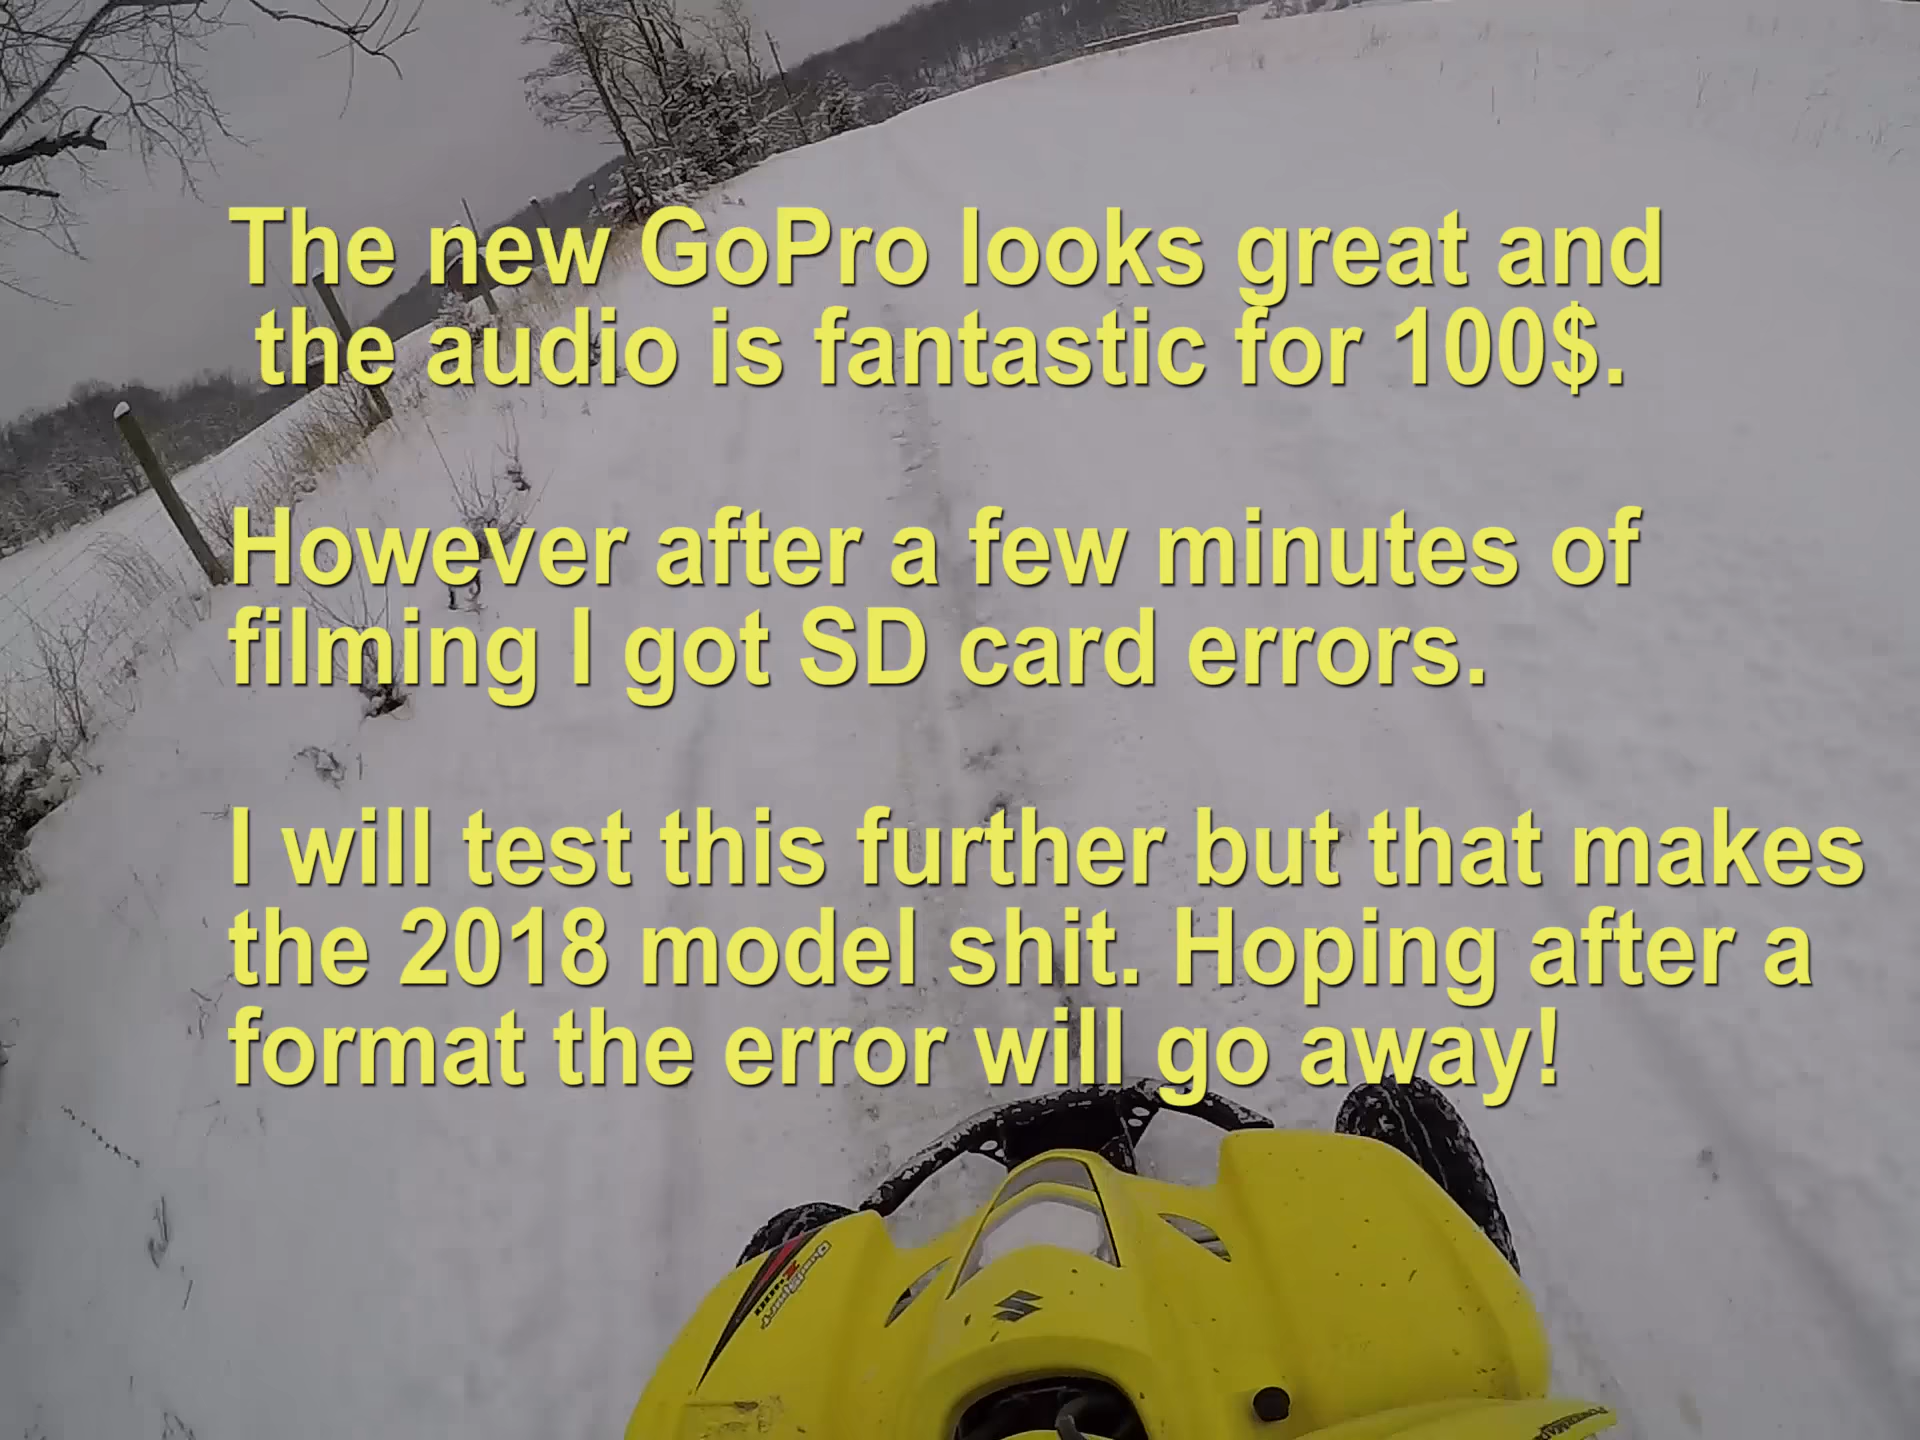 The new GoPro looks great and
the audio is fantastic for 100$.
However after a few minutes of
filming I got SD card errors.
I will test this further but that makes
the 2018 model shit. Hoping after a
format the error will go away!
QuadSport
Z400